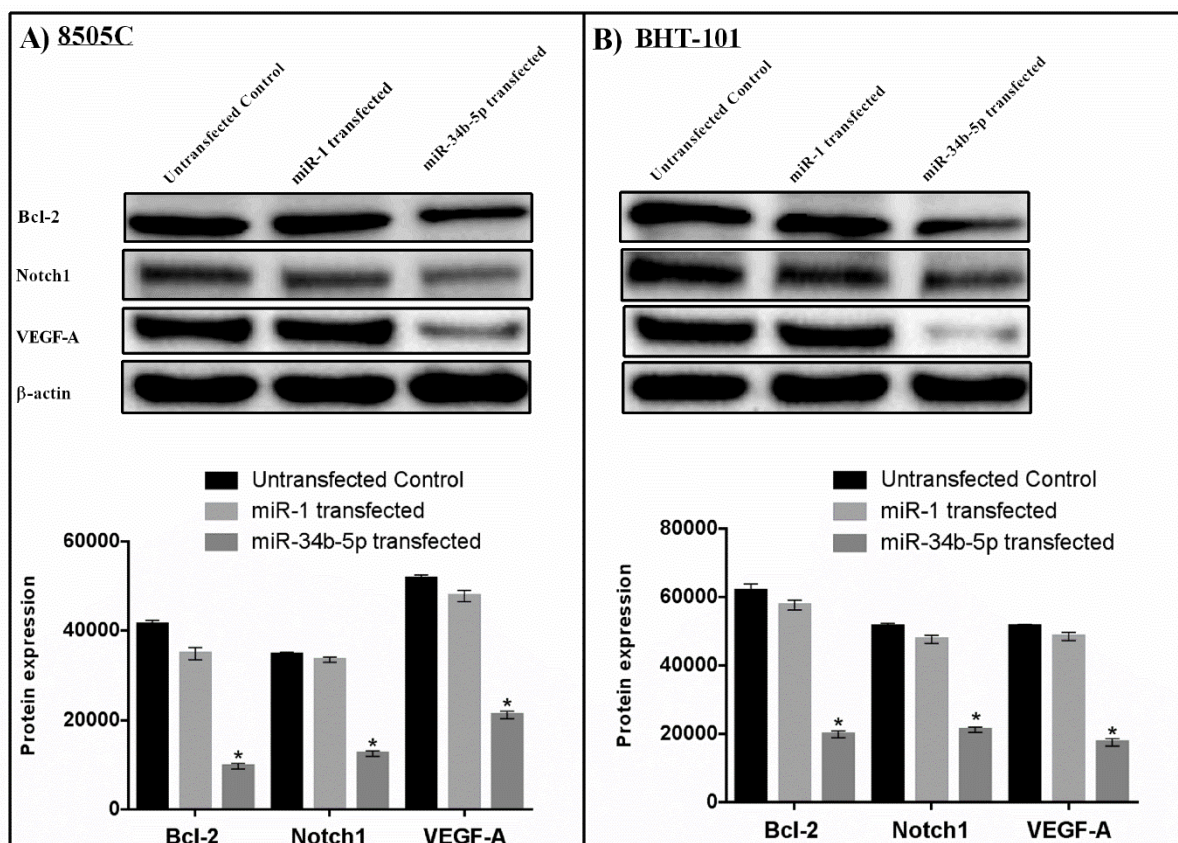 A) 8505C
Untransfected Control
miR-1 transfected
miR-34b-5p transfected
Bcl-2
Notch1
VEGF-A
β-actin
Untransfected Control
miR-1 transfected
miR-34b-5p transfected
Protein expression
60000
40000
20000
0
*
*
*
Bcl-2 Notch1 VEGF-A
B) BHT-101
Untransfected Control
miR-1 transfected
miR-34b-5p transfected
Untransfected Control
miR-1 transfected
miR-34b-5p transfected
Protein expression
80000
60000
40000
20000
0
*
*
*
Bcl-2 Notch1 VEGF-A